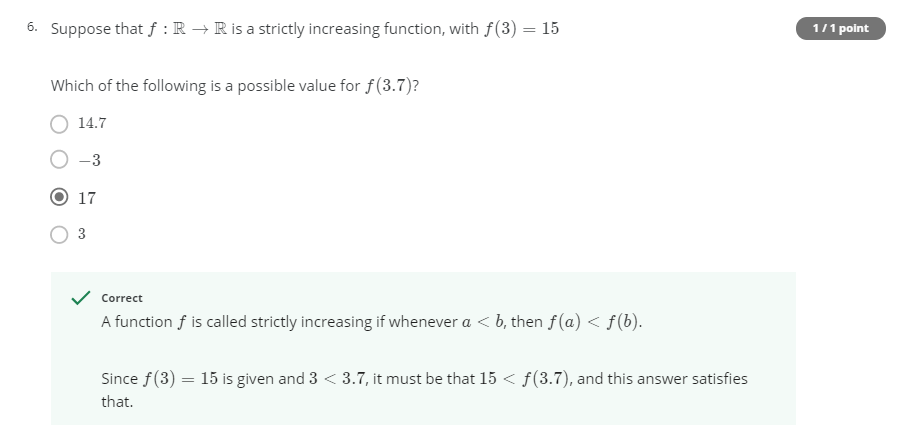 6. Suppose that f : ℝ → ℝ is a strictly increasing function, with f(3) = 15
1 / 1 point
Which of the following is a possible value for f(3.7)?
14.7
−3
17
3
Correct
A function f is called strictly increasing if whenever a < b, then f(a) < f(b).
Since f(3) = 15 is given and 3 < 3.7, it must be that 15 < f(3.7), and this answer satisfies
that.